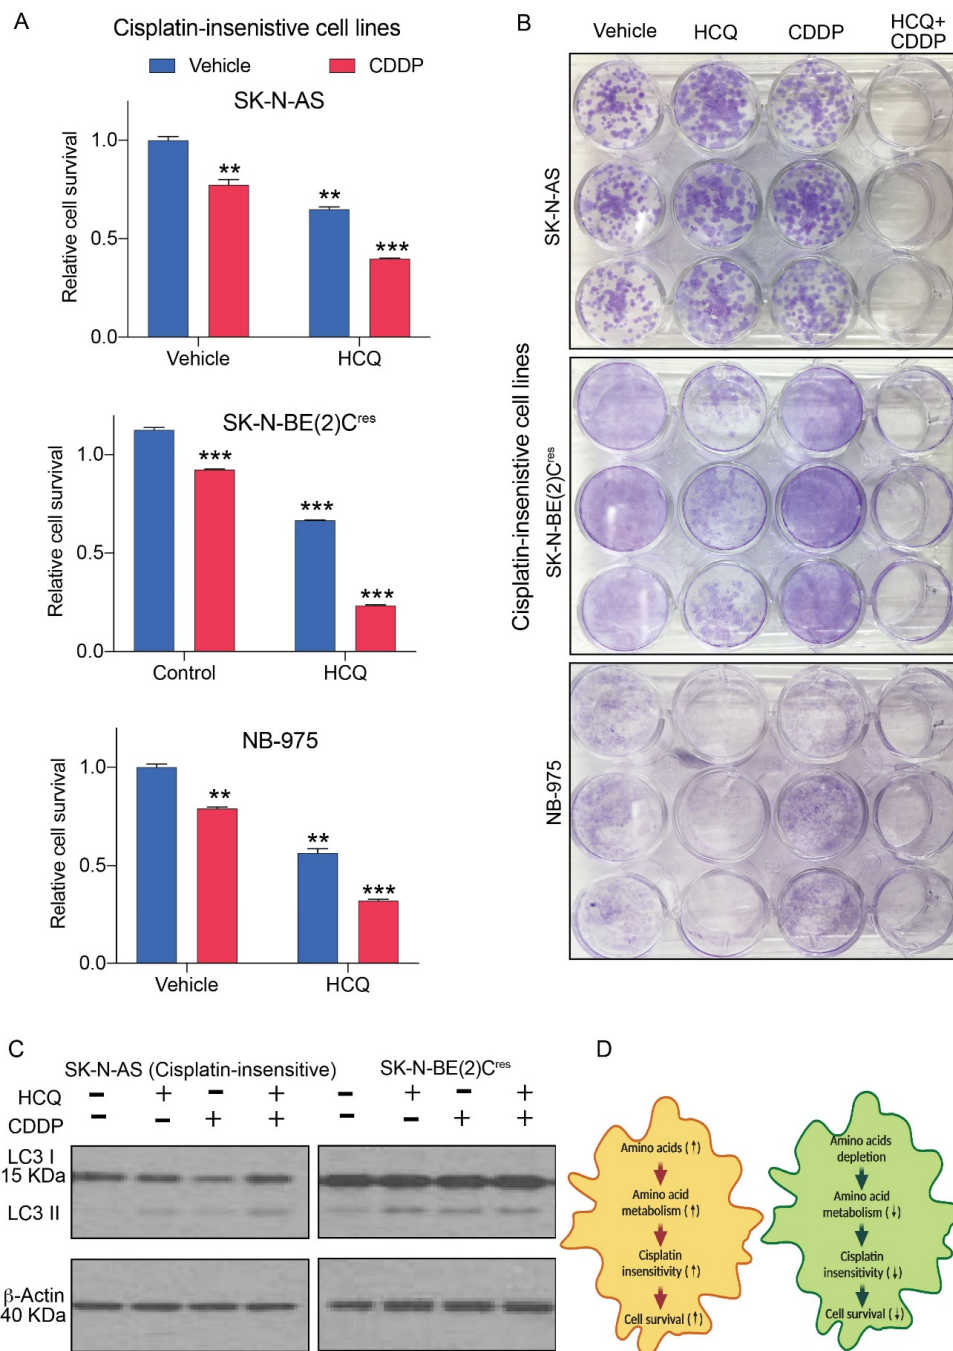 A
Cisplatin-insenistive cell lines
Vehicle
CDDP
SK-N-AS
Relative cell survival
1.0
0.5
0.0
**
**
***
Vehicle
HCQ
SK-N-BE(2)Cres
Relative cell survival
1.0
0.5
0.0
***
***
***
Control
HCQ
NB-975
Relative cell survival
1.0
0.5
0.0
**
**
***
Vehicle
HCQ
B
Vehicle
HCQ
CDDP
HCQ+
CDDP
Cisplatin-insenistive cell lines
SK-N-AS
SK-N-BE(2)Cres
NB-975
C
SK-N-AS (Cisplatin-insensitive)
SK-N-BE(2)Cres
HCQ - + - + - + - +
CDDP - - + + - - + +
LC3 I
15 KDa
LC3 II
β-Actin
40 KDa
D
Amino acids (↑)
Amino acid
metabolism (↑)
Cisplatin
insensitivity (↑)
Cell survival (↑)
Amino acids
depletion
Amino acid
metabolism (↓)
Cisplatin
insensitivity (↓)
Cell survival (↓)